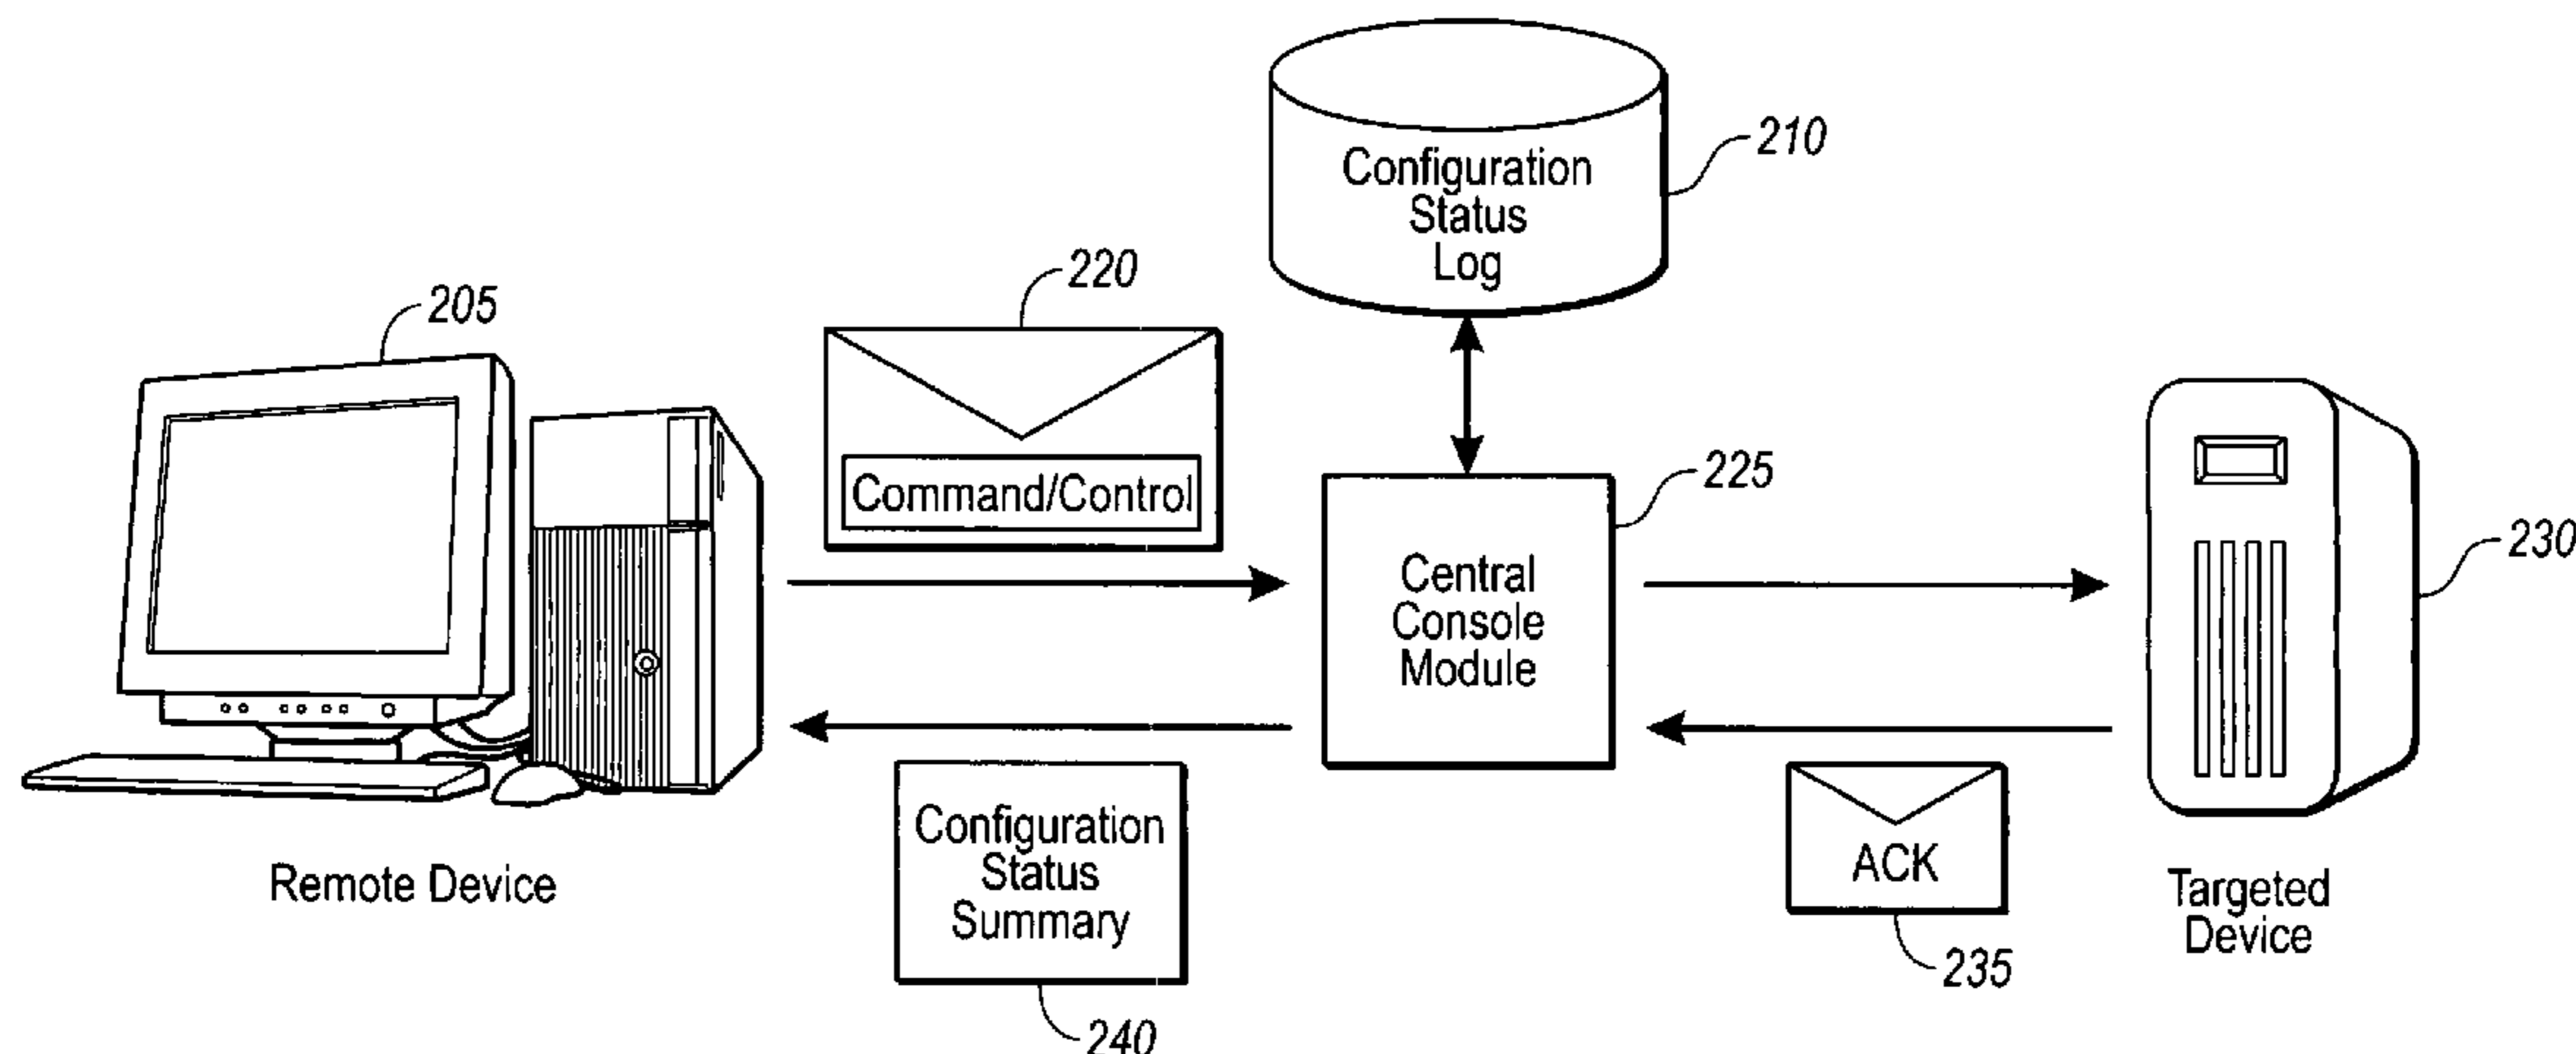 Configuration
Status
Log
210
220
205
Command/Control
225
Central
Console
Module
230
Configuration
Status
Summary
ACK
Remote Device
Targeted
Device
235
240